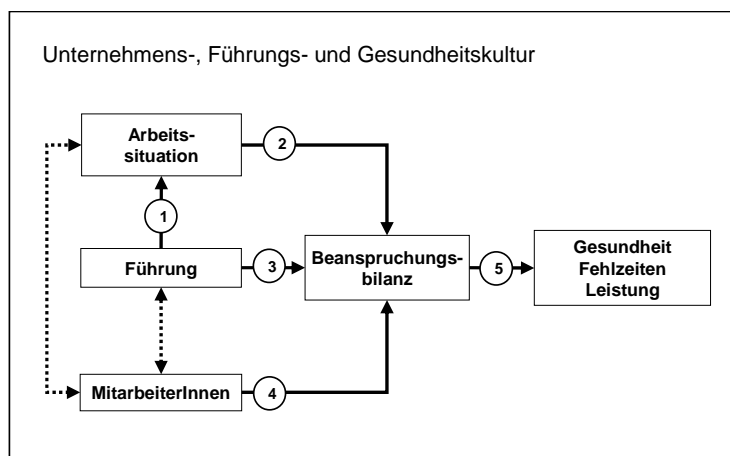 Unternehmens-, Führungs- und Gesundheitskultur
Arbeits-
situation
2
1
Führung
3
Beanspruchungs-
bilanz
5
Gesundheit
Fehlzeiten
Leistung
MitarbeiterInnen
4